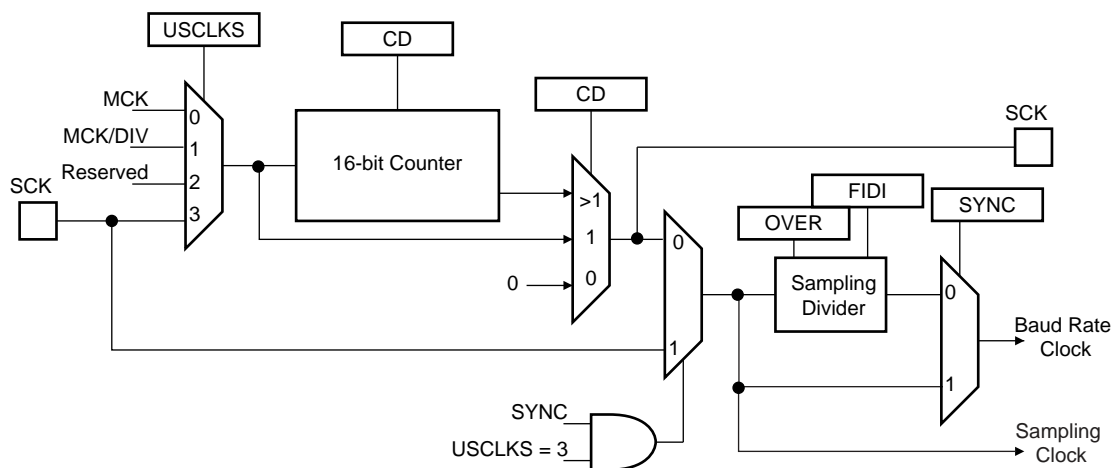 USCLKS
CD
CD
MCK
MCK/DIV
Reserved
SCK
0
1
2
3
16-bit Counter
>1
1
0
0
SCK
FIDI
OVER
SYNC
0
1
Sampling
Divider
0
1
Baud Rate
Clock
SYNC
USCLKS = 3
Sampling
Clock